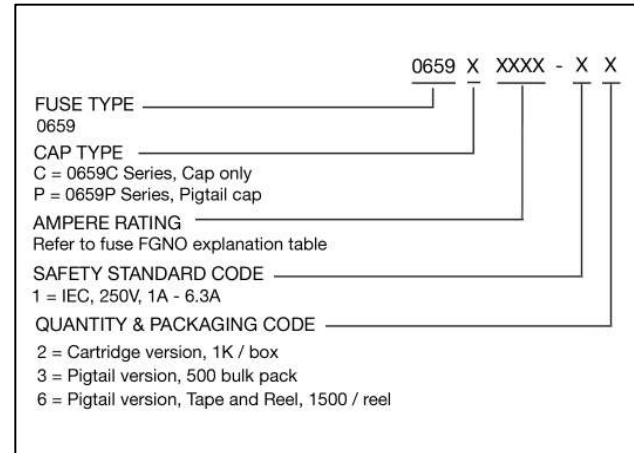 0659 X XXXX - X X
FUSE TYPE
0659
CAP TYPE
C = 0659C Series, Cap only
P = 0659P Series, Pigtail cap
AMPERE RATING
Refer to fuse FGNO explanation table
SAFETY STANDARD CODE
1 = IEC, 250V, 1A - 6.3A
QUANTITY & PACKAGING CODE
2 = Cartridge version, 1K / box
3 = Pigtail version, 500 bulk pack
6 = Pigtail version, Tape and Reel, 1500 / reel